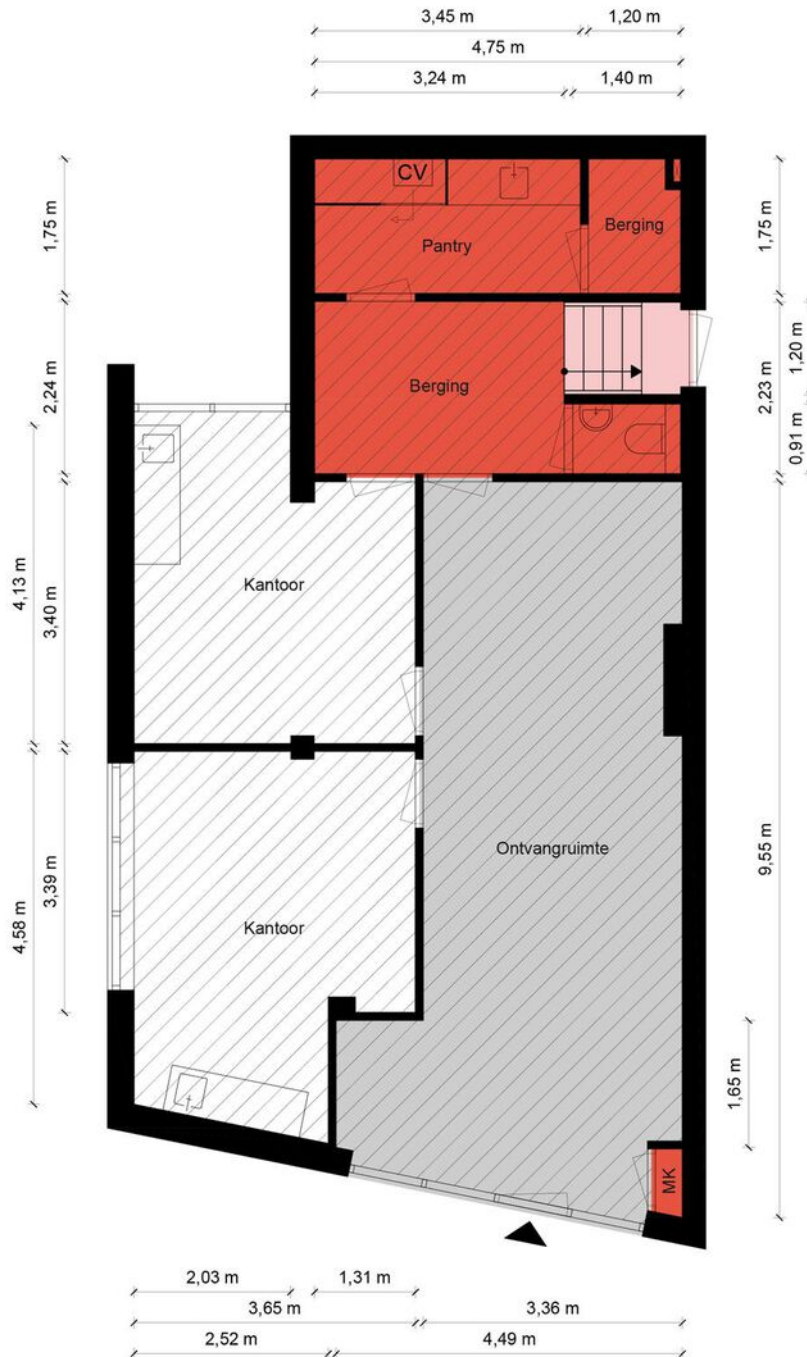 3,45 m
1,20 m
4,75 m
3,24 m
1,40 m
CV
1,75 m
Pantry
Berging
1,75 m
2,24 m
Berging
2,23 m
1,20 m
0,91 m
4,13 m
3,40 m
Kantoor
Ontvangruimte
9,55 m
4,58 m
3,39 m
Kantoor
1,65 m
MK
2,03 m
1,31 m
3,65 m
3,36 m
2,52 m
4,49 m